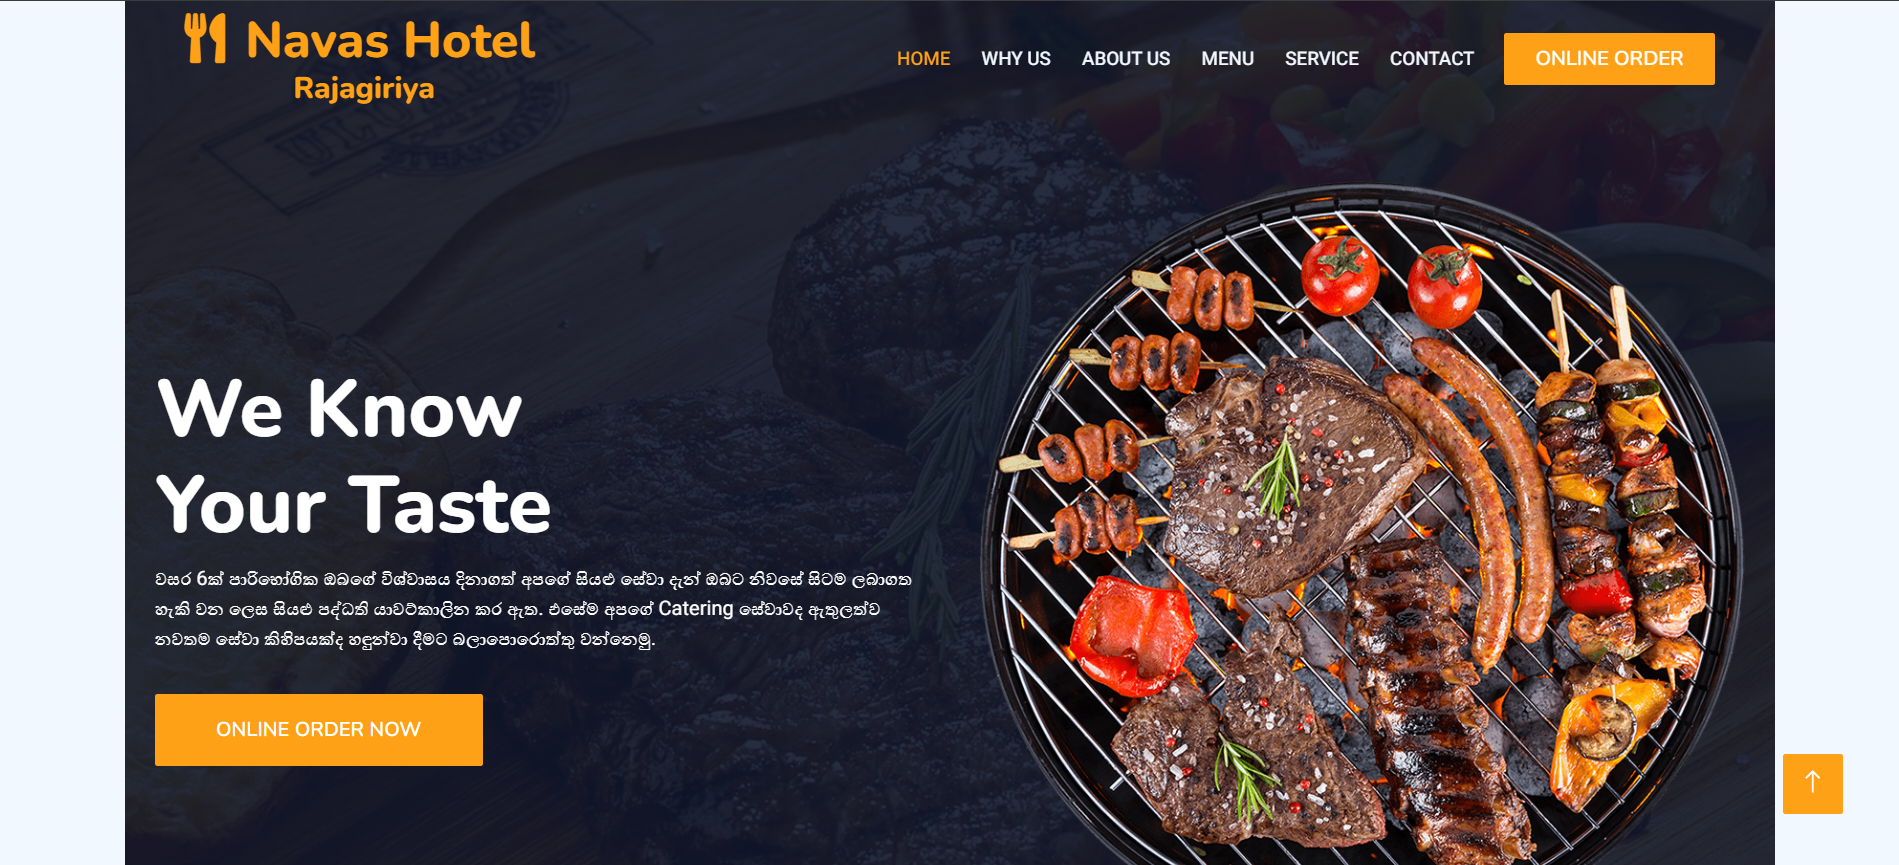 Navas Hotel
Rajagiriya
HOME WHY US ABOUT US MENU SERVICE CONTACT ONLINE ORDER
We Know
Your Taste
වසර 6ක් පාරිභෝගික ඔබගේ විශ්වාසය දිනාගත් අපගේ සියළු සේවා දැන් ඔබට නිවසේ සිටම ලබාගත
හැකි වන ලෙස සියළු පද්ධති යාවත්කාලින කර ඇත. එසේම අපගේ Catering සේවාවද ඇතුලත්ව
නවතම සේවා කිහිපයක්ද හඳුන්වා දීමට බලාපොරොත්තු වන්නෙමු.
ONLINE ORDER NOW